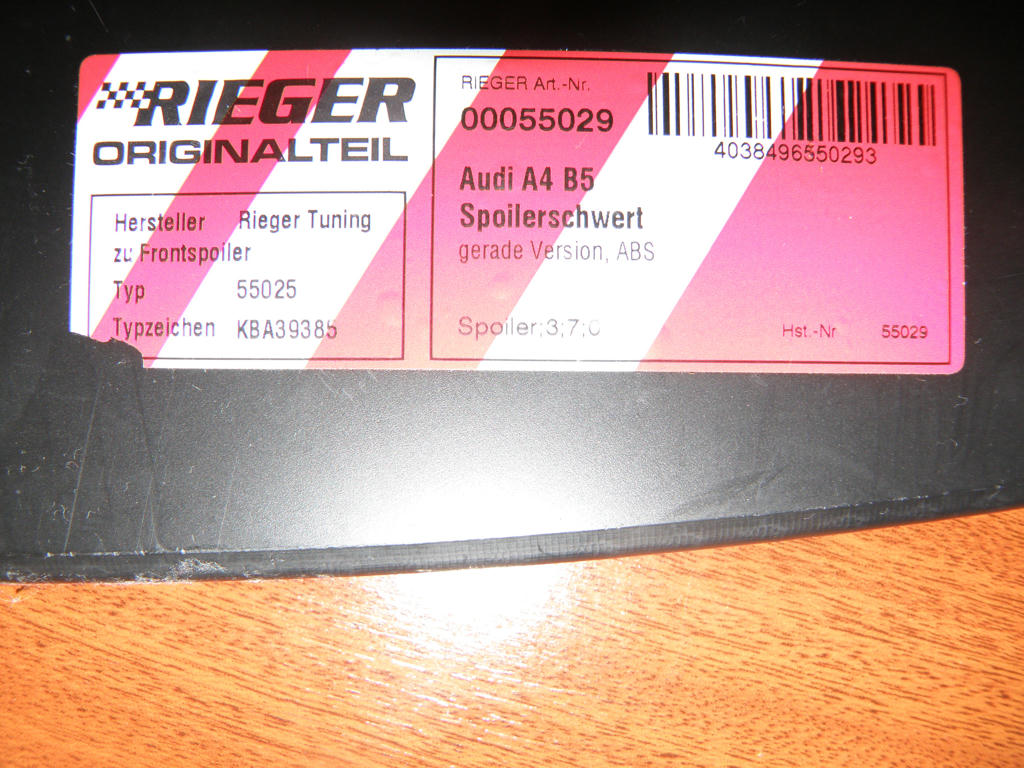 RIEGER
ORIGINALTEIL
Hersteller Rieger Tuning
zu Frontspoiler
Typ 55025
Typzeichen KBA39385
RIEGER Art.-Nr.
00055029
4038496550293
Audi A4 B5
Spoilerschwert
gerade Version, ABS
Spoiler;3;7;0
Hst.-Nr 55029